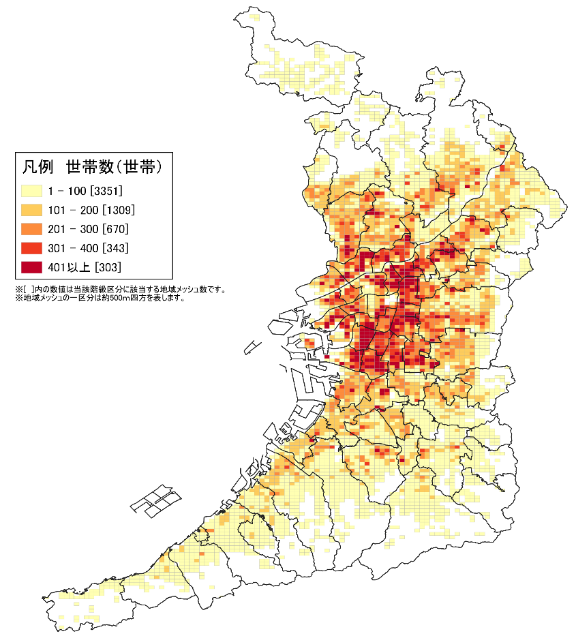 凡例 世帯数(世帯)
1 - 100 [3351]
101 - 200 [1309]
201 - 300 [670]
301 - 400 [343]
401以上 [303]
※[ ]内の数値は当該階級区分に該当する地域メッシュ数です。
※地域メッシュの一区分は約500m四方を表します。